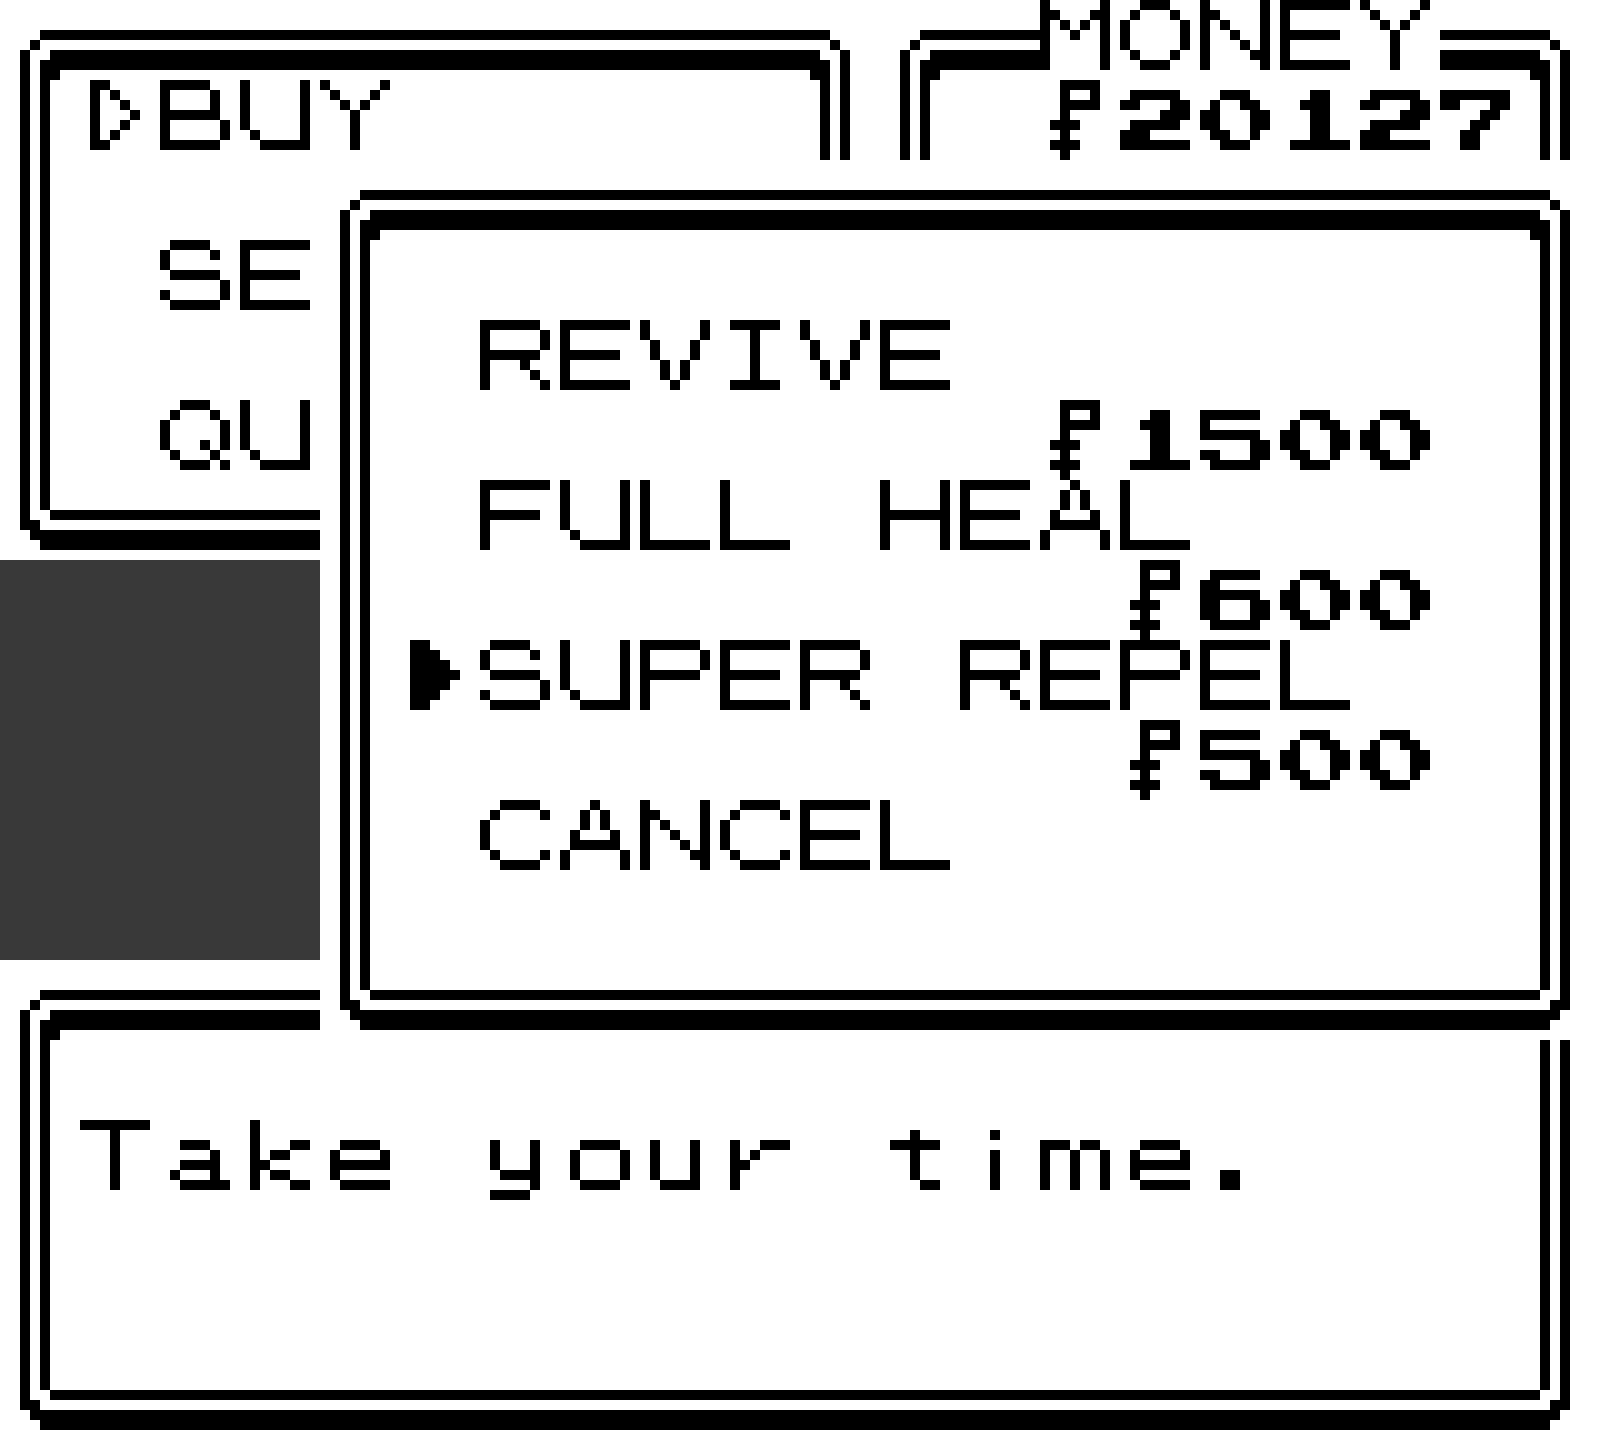 MONEY
▷BUY ₽20127
SE
REVIVE
₽1500
QU
FULL HEAL
₽600
▶SUPER REPEL
₽500
CANCEL
Take your time.